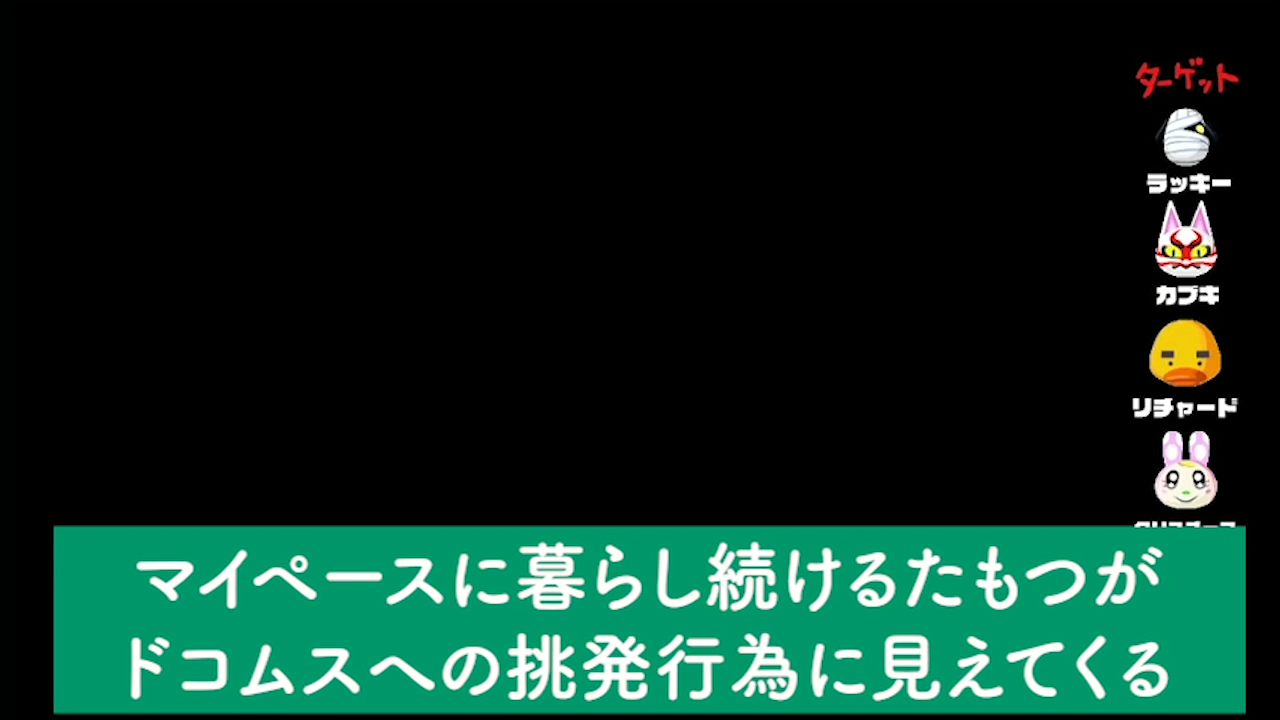 ターゲット
ラッキー
カブキ
リチャード
マイペースに暮らし続けるたもつが
ドコムスへの挑発行為に見えてくる